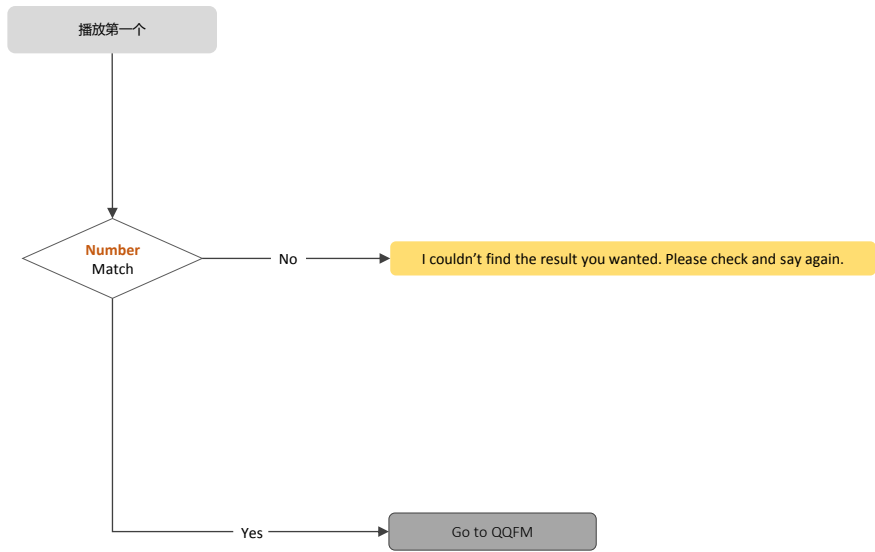 播放第一个
Number
Match
No
I couldn’t find the result you wanted. Please check and say again.
Yes
Go to QQFM